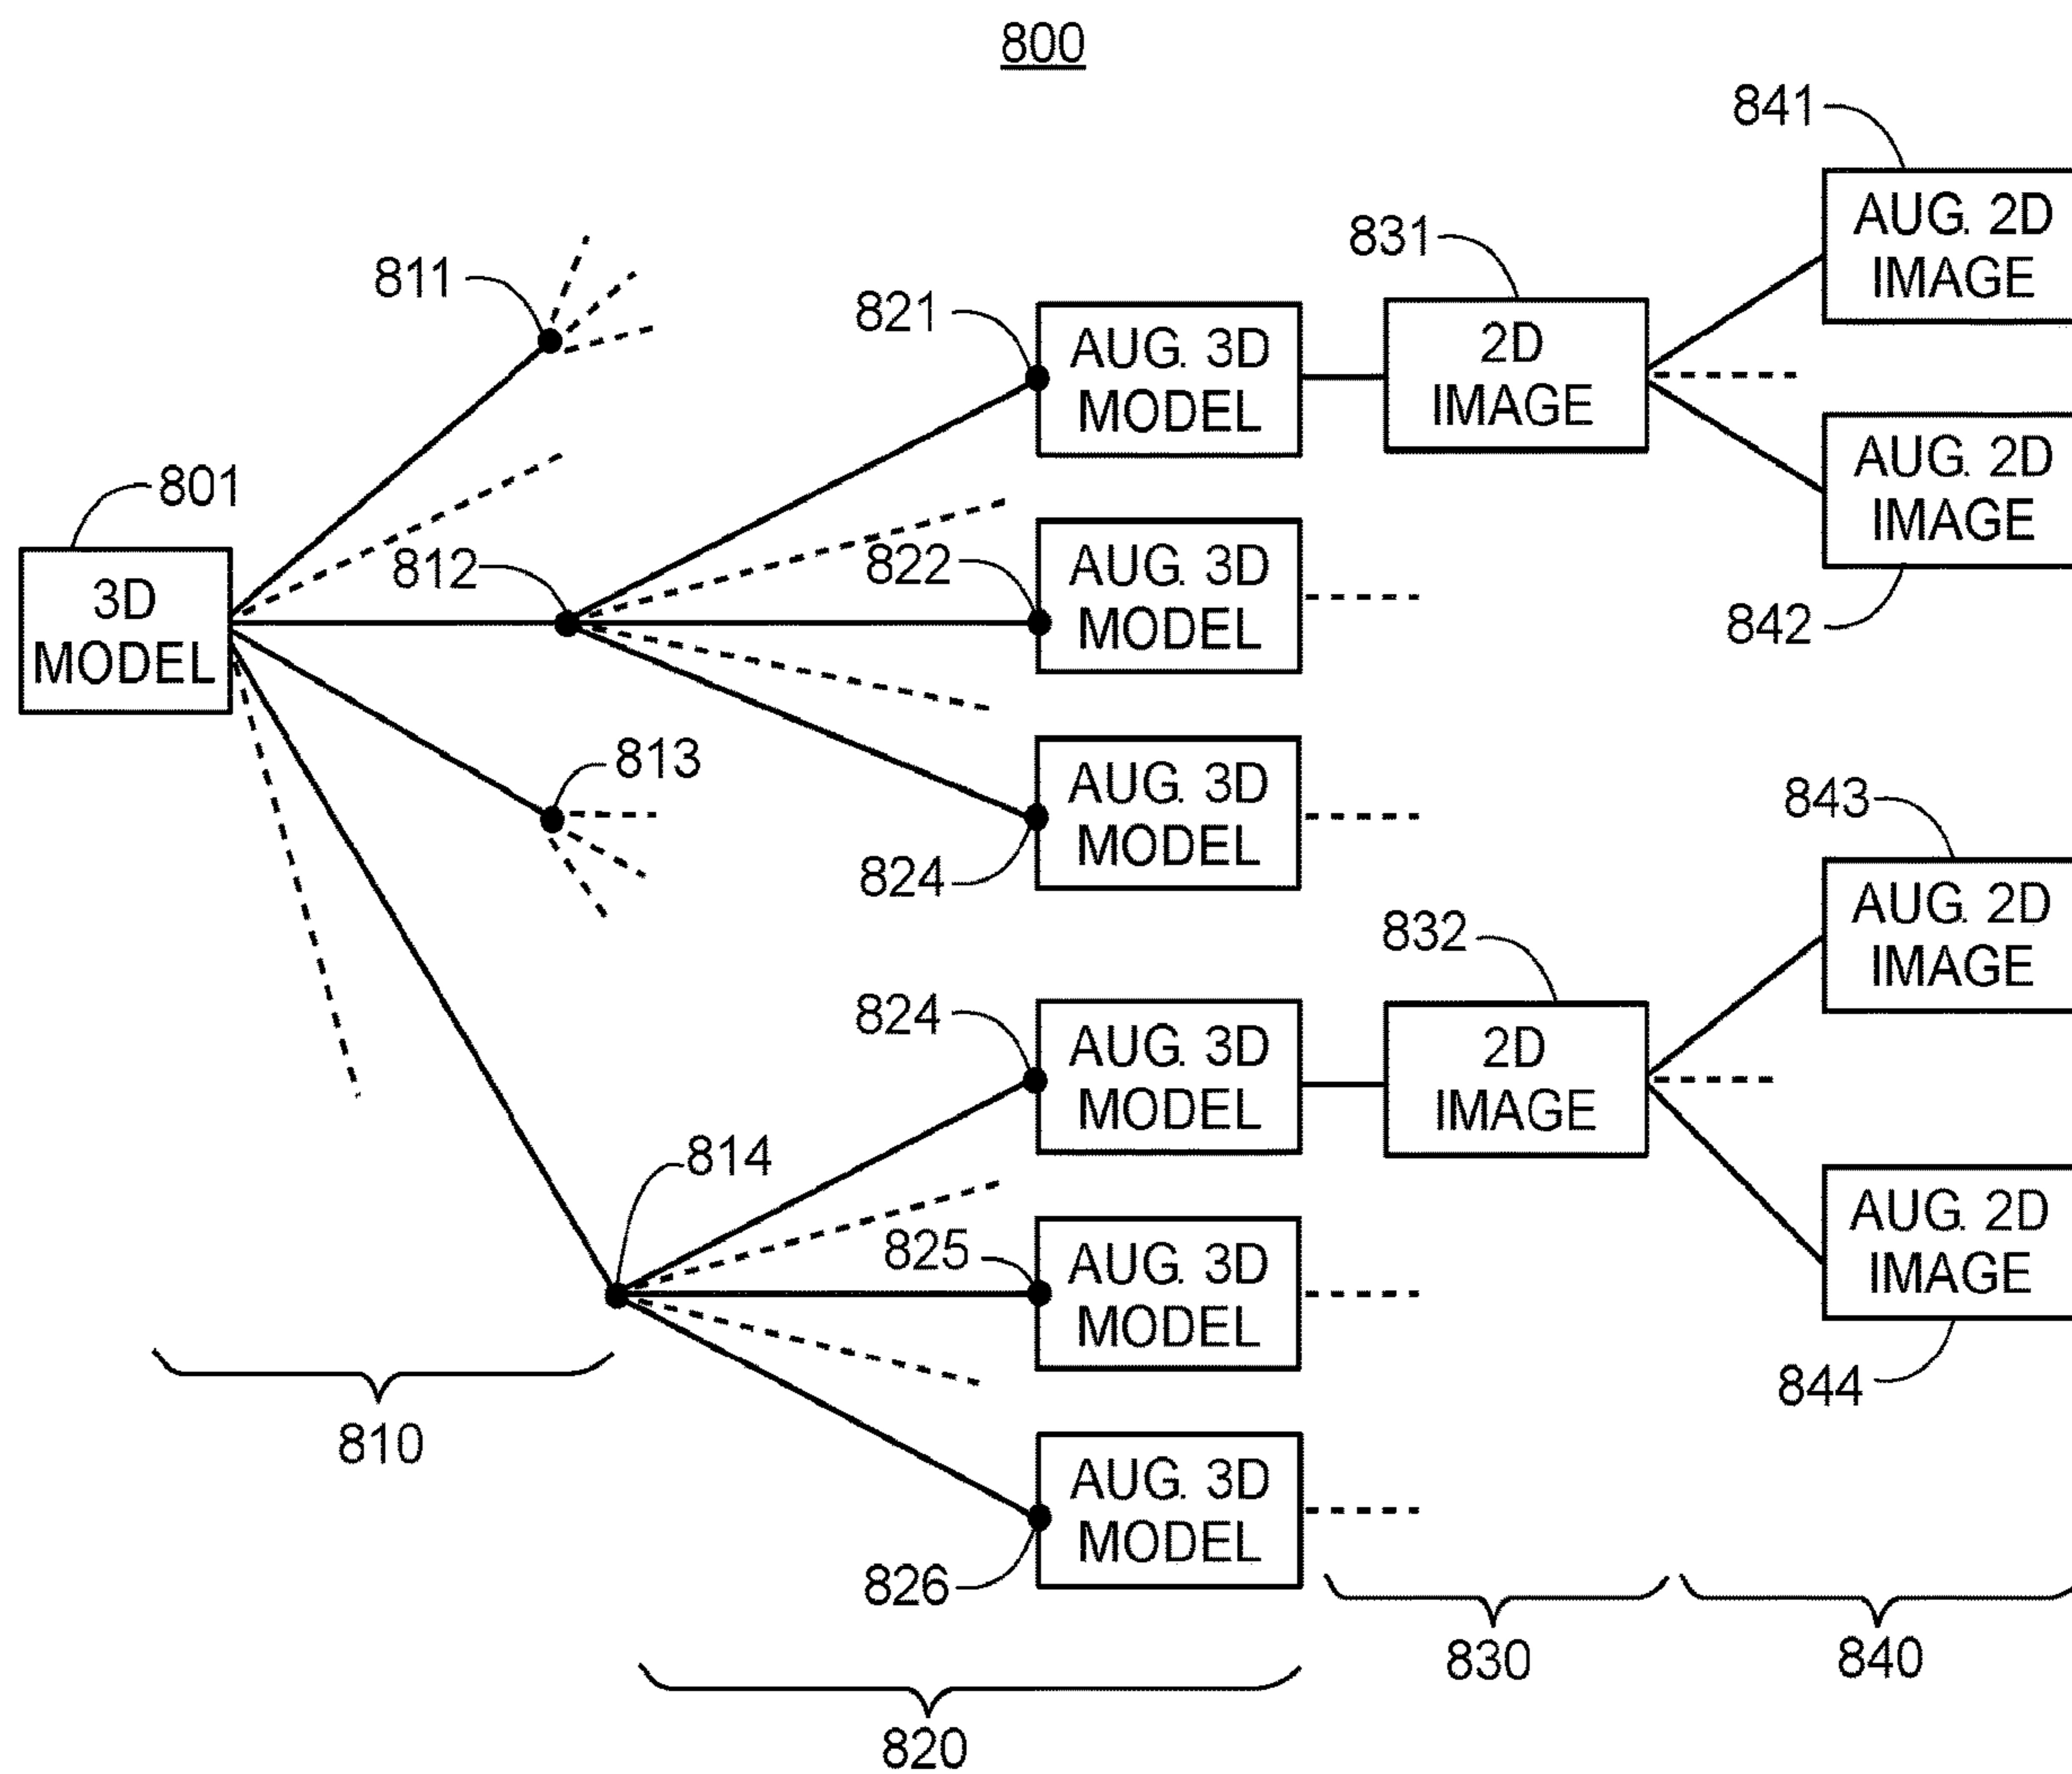 800
841
AUG. 2D
IMAGE
831
811
821
AUG. 3D
MODEL
2D
IMAGE
AUG. 2D
IMAGE
842
801
3D
MODEL
812
822
AUG. 3D
MODEL
813
AUG. 3D
MODEL
824
843
AUG. 2D
IMAGE
832
824
AUG. 3D
MODEL
2D
IMAGE
814
AUG. 2D
IMAGE
844
825
AUG. 3D
MODEL
810
AUG. 3D
MODEL
826
830
840
820